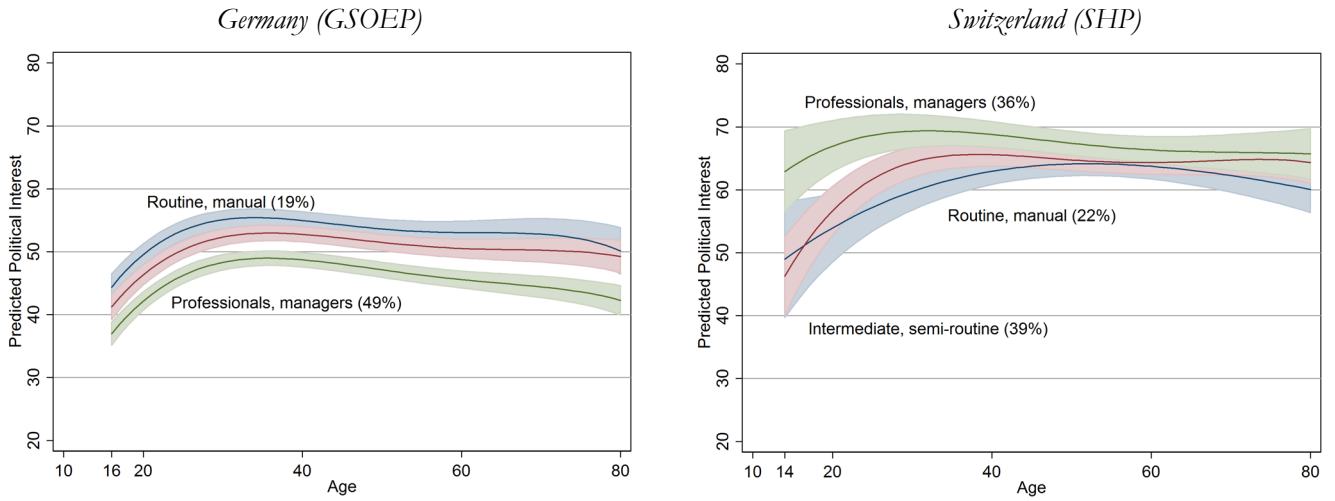 Germany (GSOEP)
Predicted Political Interest
80
70
60
50
40
30
20
Routine, manual (19%)
Professionals, managers (49%)
10 16 20 40 60 80
Age
Switzerland (SHP)
Predicted Political Interest
80
70
60
50
40
30
20
Professionals, managers (36%)
Routine, manual (22%)
Intermediate, semi-routine (39%)
10 14 20 40 60 80
Age